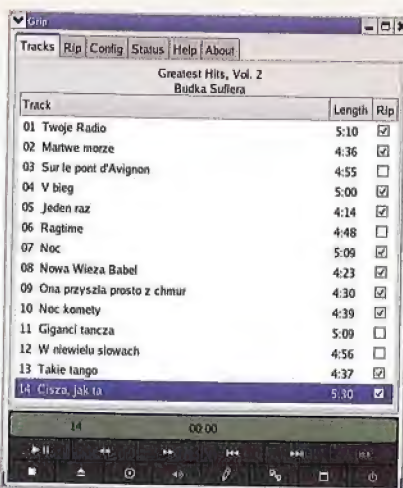 Grip
Tracks Rip Config Status Help About
Greatest Hits, Vol. 2
Budka Suflera
Track Length Rip
01 Twoje Radio 5:10
02 Martwe morze 4:36
03 Sur le pont d'Avignon 4:55
04 V bieg 5:00
05 Jeden raz 4:14
06 Ragtime 4:48
07 Noc 5:09
08 Nowa Wieza Babel 4:23
09 Ona przyszla prosto z chmur 4:30
10 Noc komety 4:39
11 Giganci tancza 5:09
12 W niewielu slowach 4:56
13 Takie tango 4:37
14 Cisza, jak ta 5:30
14 00:00